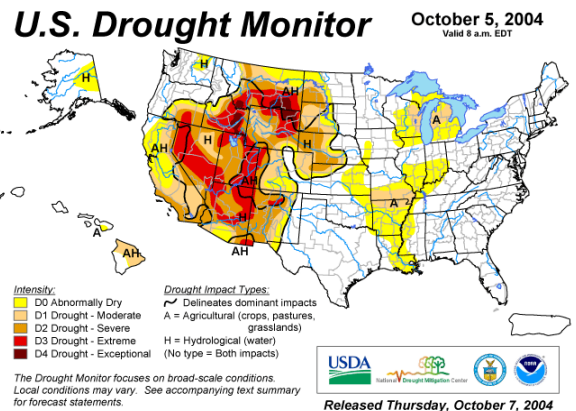 U.S. Drought Monitor
October 5, 2004
Valid 8 a.m. EDT
H
H
AH
A
H
H
AH
AH
A
H
AH
A
AH
Intensity:
D0 Abnormally Dry
D1 Drought - Moderate
D2 Drought - Severe
D3 Drought - Extreme
D4 Drought - Exceptional
Drought Impact Types:
Delineates dominant impacts
A = Agricultural (crops, pastures,
grasslands)
H = Hydrological (water)
(No type = Both impacts)
The Drought Monitor focuses on broad-scale conditions.
Local conditions may vary. See accompanying text summary
for forecast statements.
USDA
National Drought Mitigation Center
Released Thursday, October 7, 2004